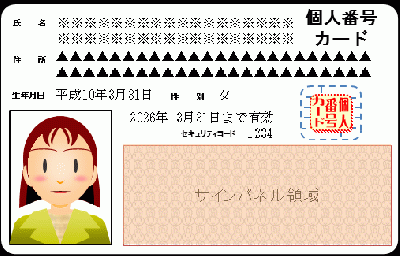 氏 名 ※※※※※※※※※※※※※※※※※※※※
※※※※※※※※※※※※※※※※※※※※
個人番号
カード
住 所 ▲▲▲▲▲▲▲▲▲▲▲▲▲▲▲▲▲▲▲▲
▲▲▲▲▲▲▲▲▲▲▲▲▲▲▲▲▲▲▲▲
生年月日 平成10年3月31日 性 別 女
2036年 3月31日まで有効
セキュリティコード 1234
個人
番号
カード
サインパネル領域